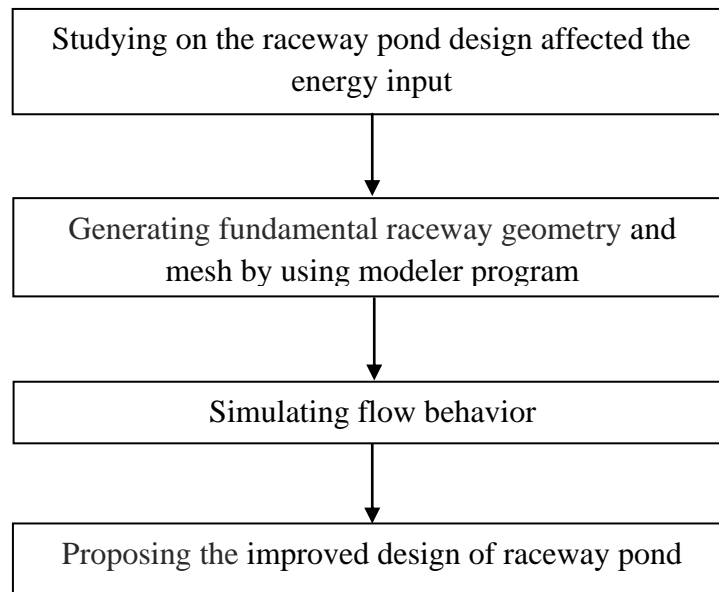 Studying on the raceway pond design affected the
energy input
Generating fundamental raceway geometry and
mesh by using modeler program
Simulating flow behavior
Proposing the improved design of raceway pond